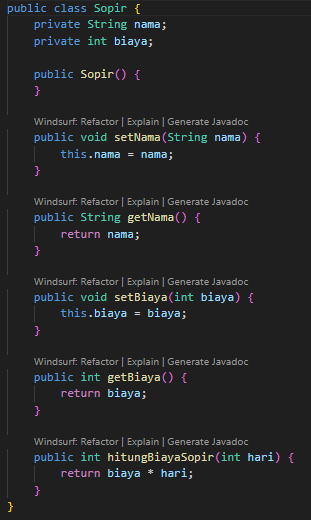 public class Sopir {
private String nama;
private int biaya;
public Sopir() {
}
Windsurf: Refactor | Explain | Generate Javadoc
public void setNama(String nama) {
this.nama = nama;
}
Windsurf: Refactor | Explain | Generate Javadoc
public String getNama() {
return nama;
}
Windsurf: Refactor | Explain | Generate Javadoc
public void setBiaya(int biaya) {
this.biaya = biaya;
}
Windsurf: Refactor | Explain | Generate Javadoc
public int getBiaya() {
return biaya;
}
Windsurf: Refactor | Explain | Generate Javadoc
public int hitungBiayaSopir(int hari) {
return biaya * hari;
}
}